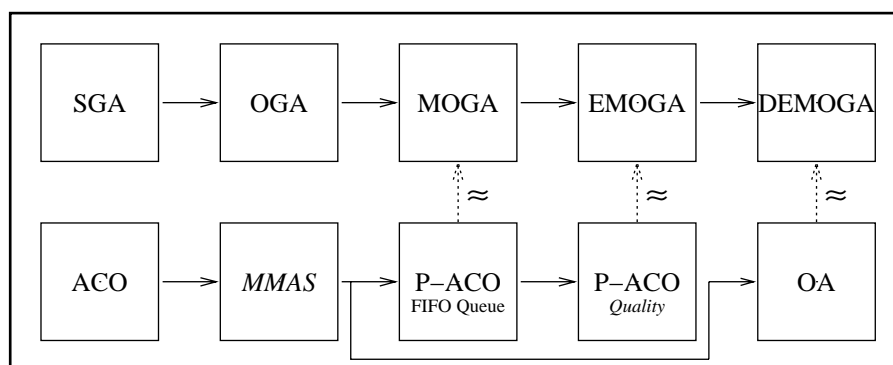 SGA
OGA
MOGA
EMOGA
DEMOGA
≈
≈
≈
ACO
MMAS
P–ACO
FIFO Queue
P–ACO
Quality
OA